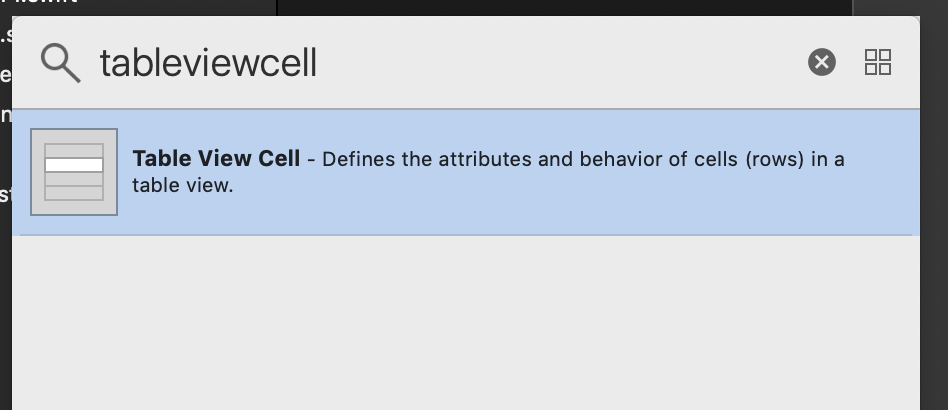 tableviewcell
Table View Cell - Defines the attributes and behavior of cells (rows) in a
table view.